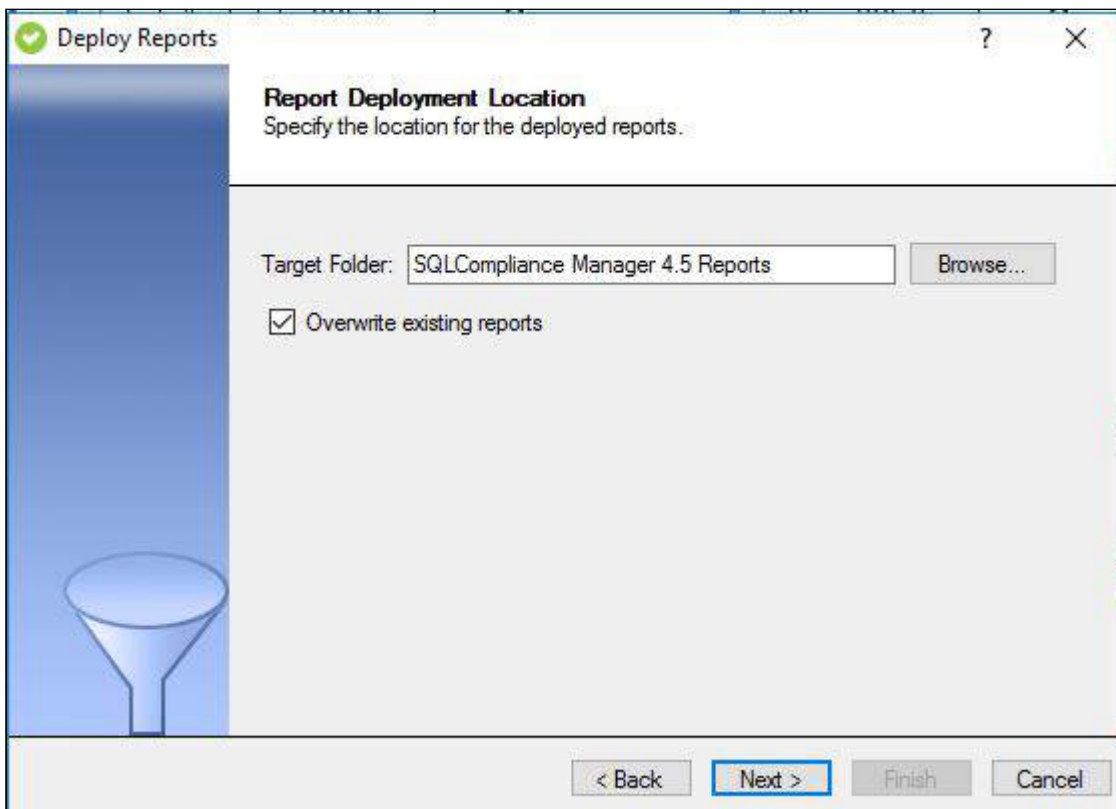 Deploy Reports
?
Report Deployment Location
Specify the location for the deployed reports.
Target Folder: SQLCompliance Manager 4.5 Reports Browse...
Overwrite existing reports
< Back Next > Finish Cancel